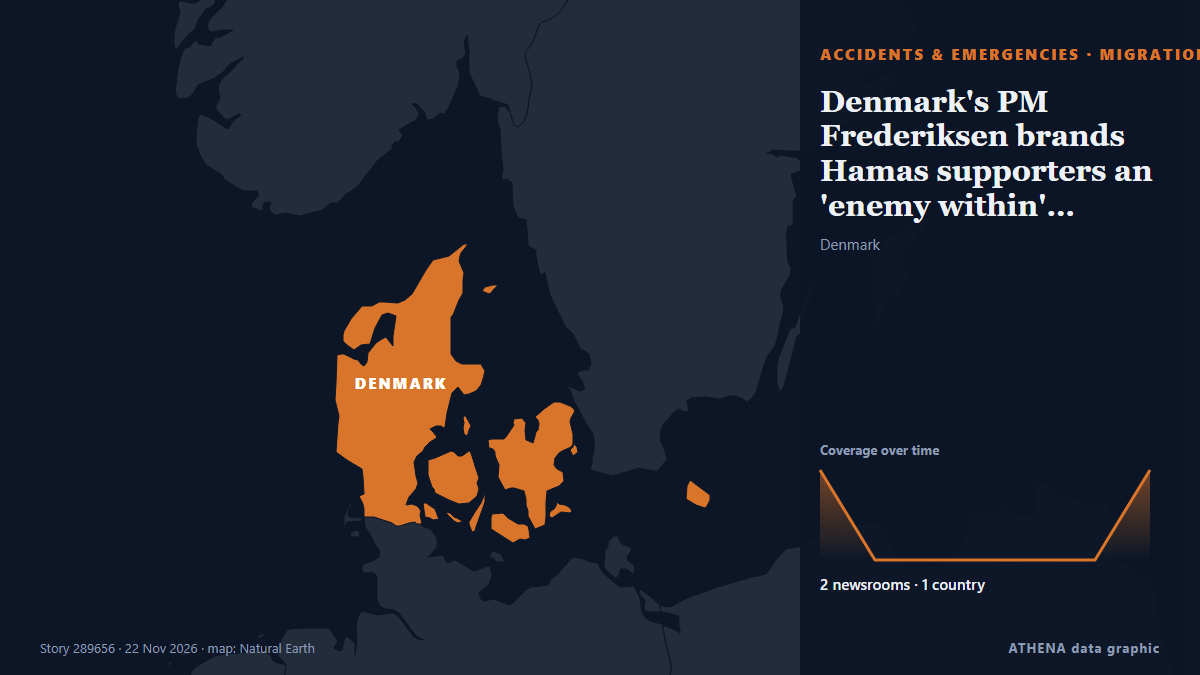 ACCIDENTS & EMERGENCIES · MIGRATION
Denmark's PM
Frederiksen brands
Hamas supporters an
'enemy within'...
Denmark
DENMARK
Coverage over time
2 newsrooms · 1 country
Story 289656 · 22 Nov 2026 · map: Natural Earth
ATHENA data graphic